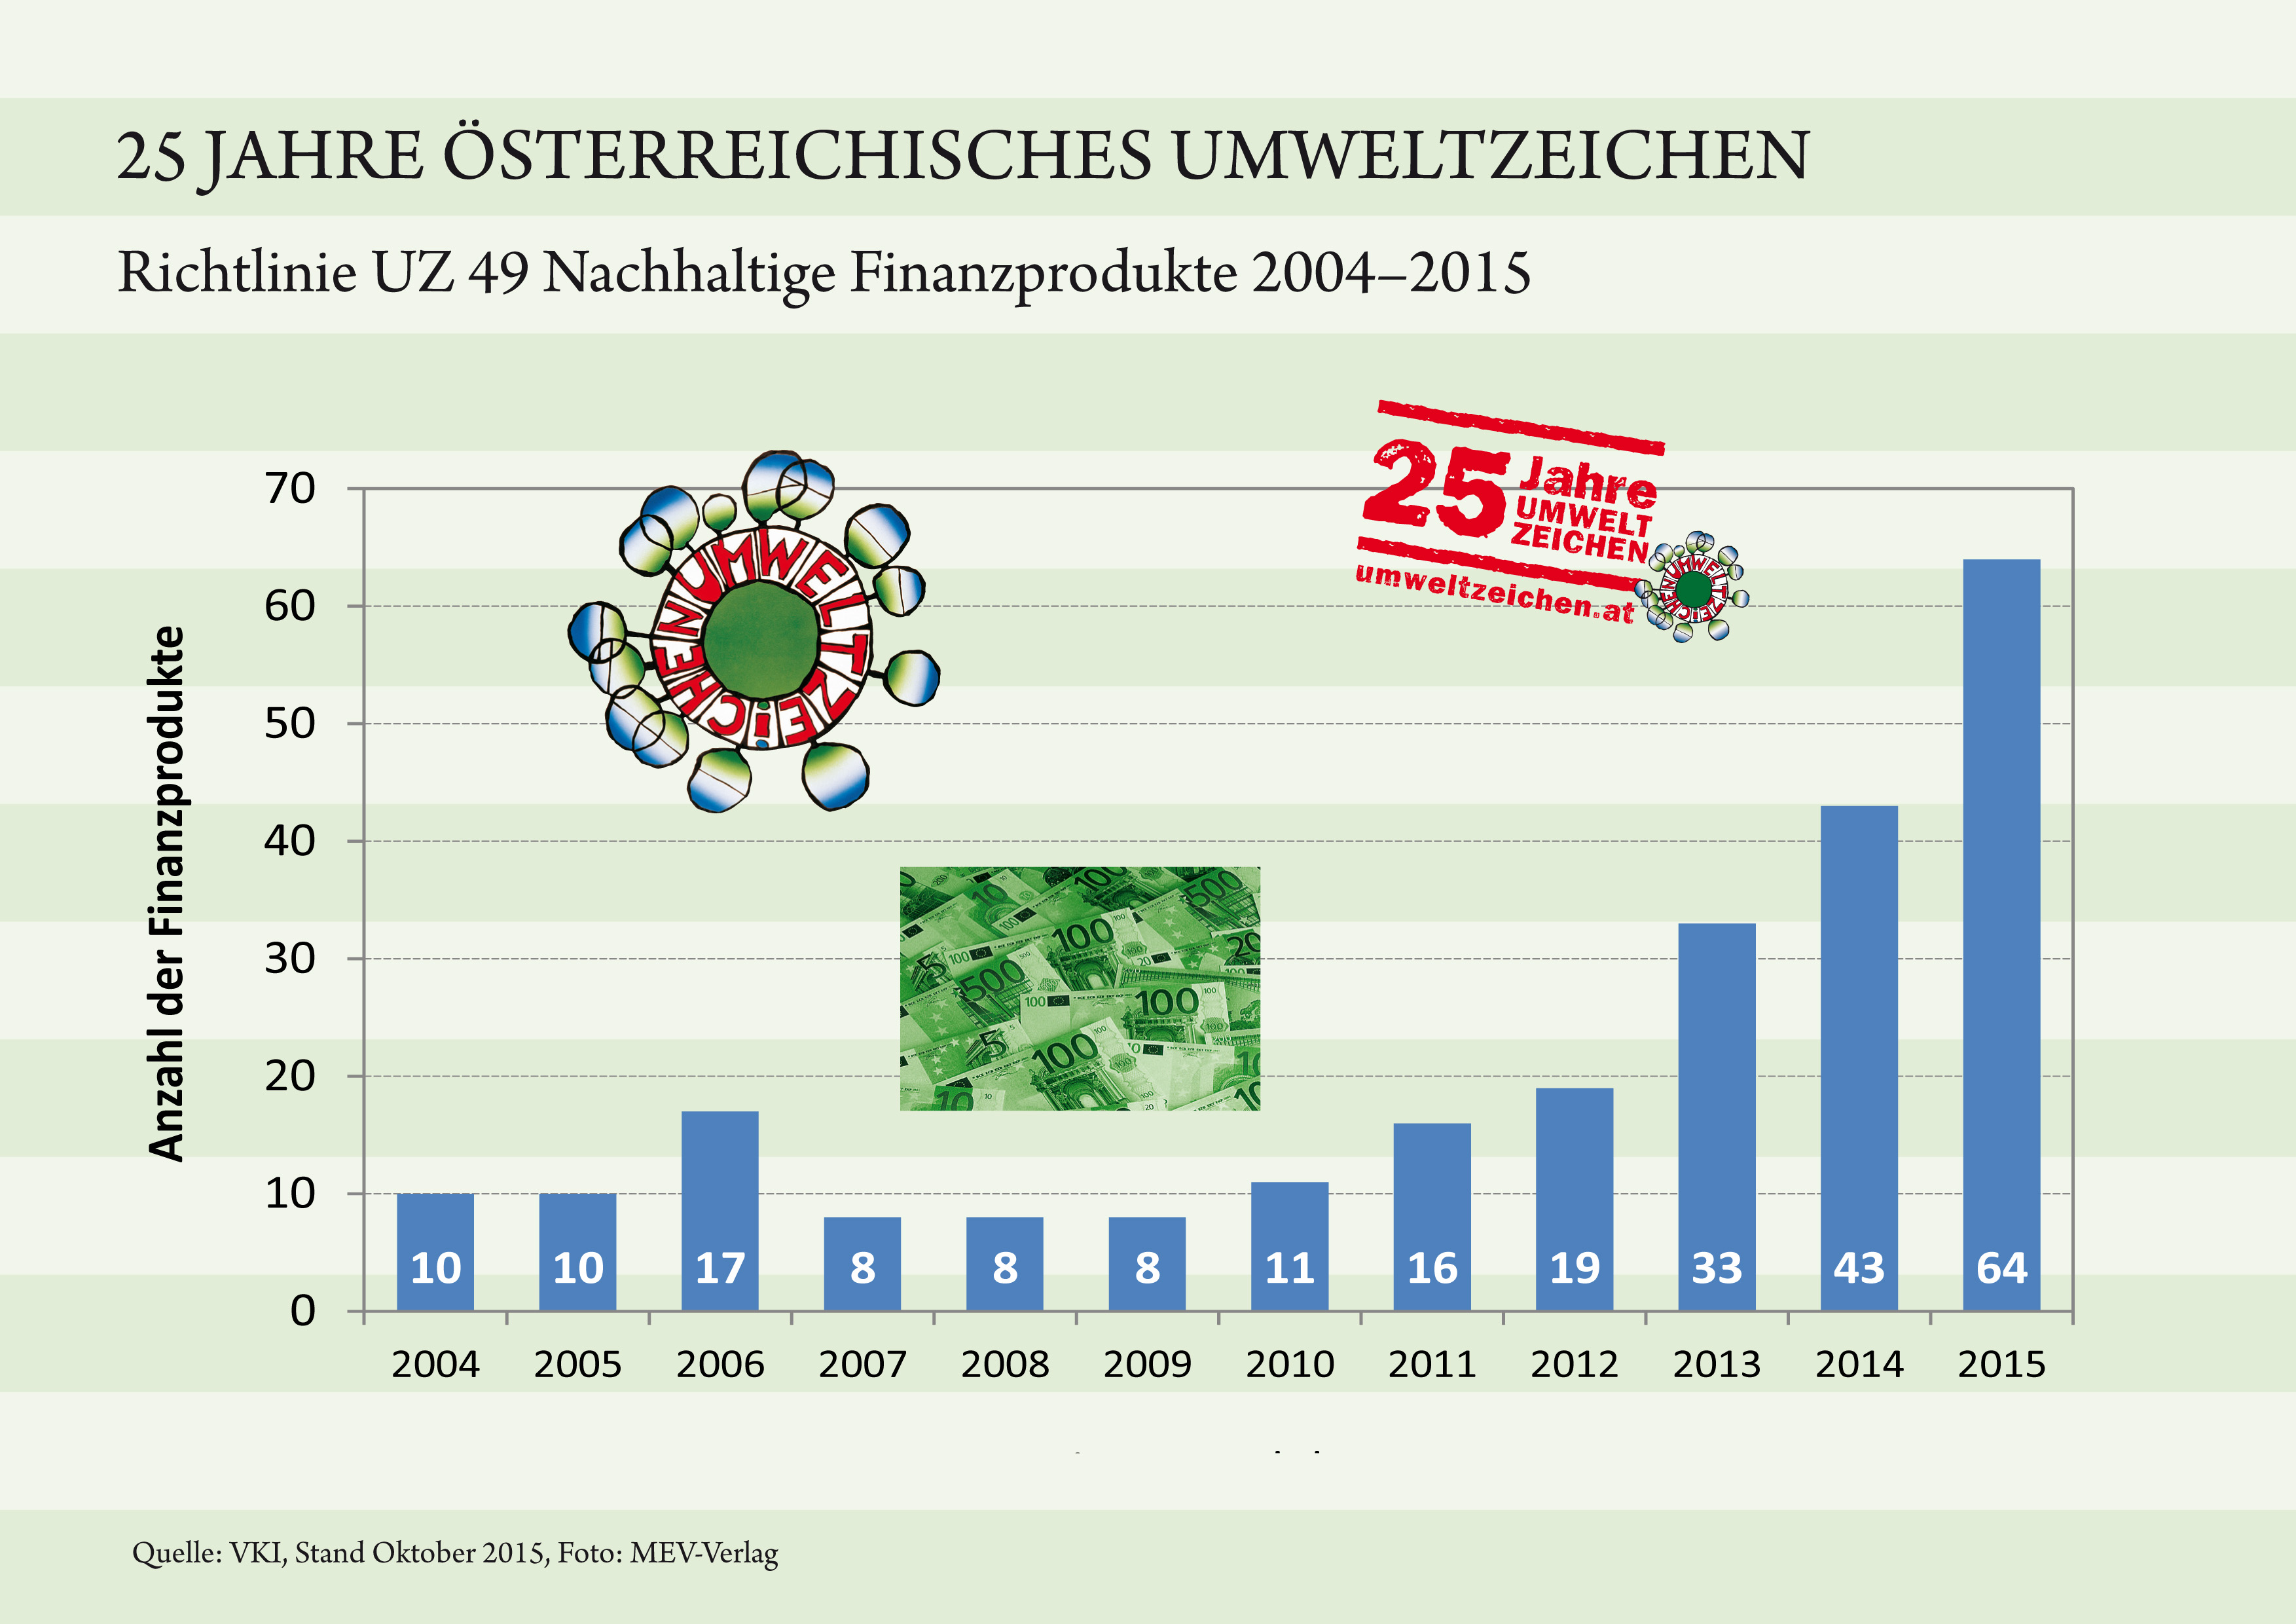 25 JAHRE ÖSTERREICHISCHES UMWELTZEICHEN
Richtlinie UZ 49 Nachhaltige Finanzprodukte 2004–2015
25 Jahre
UMWELT
ZEICHEN
umweltzeichen.at
UMWELTZEiCHEN
UMWELTZEiCHEN
Anzahl der Finanzprodukte
70
60
50
40
30
20
10
0
10 10 17 8 8 8 11 16 19 33 43 64
2004 2005 2006 2007 2008 2009 2010 2011 2012 2013 2014 2015
Quelle: VKI, Stand Oktober 2015, Foto: MEV-Verlag